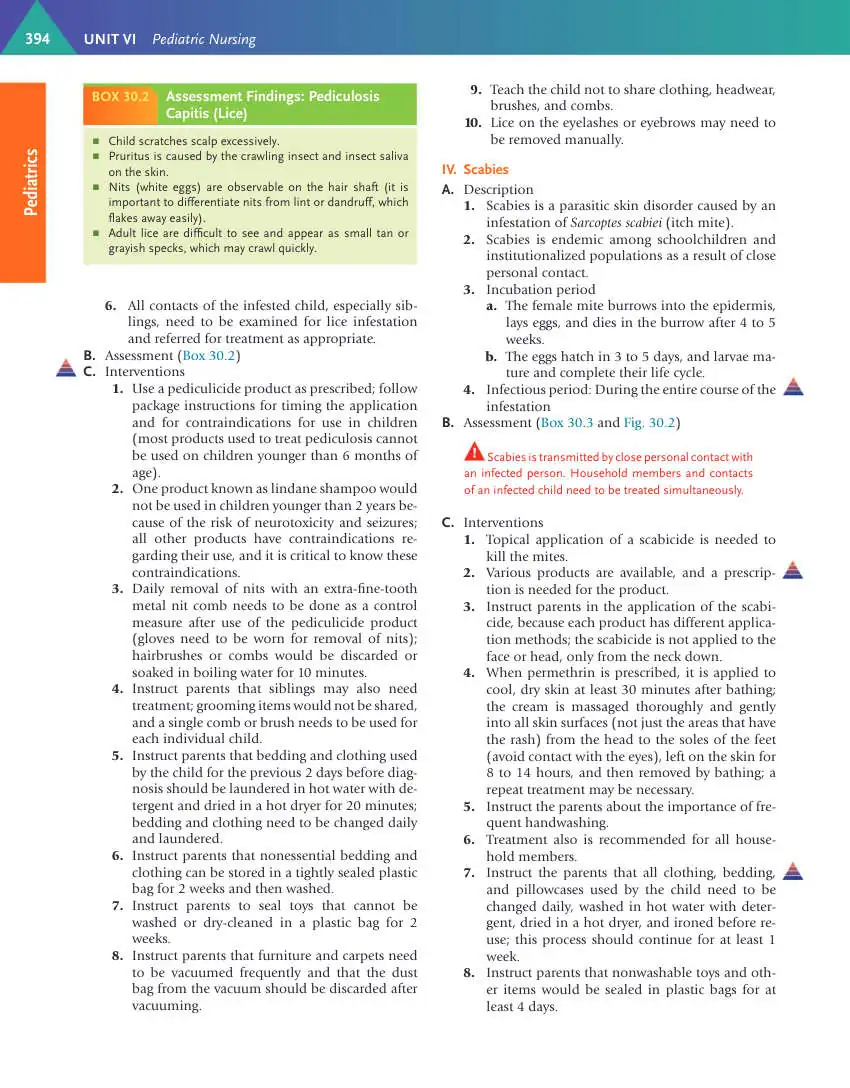 394 UNIT VI Pediatric Nursing
Pediatrics
BOX 30.2 Assessment Findings: Pediculosis
Capitis (Lice)
■ Child scratches scalp excessively.
■ Pruritus is caused by the crawling insect and insect saliva
on the skin.
■ Nits (white eggs) are observable on the hair shaft (it is
important to differentiate nits from lint or dandruff, which
flakes away easily).
■ Adult lice are difficult to see and appear as small tan or
grayish specks, which may crawl quickly.
6. All contacts of the infested child, especially sib-
lings, need to be examined for lice infestation
and referred for treatment as appropriate.
B. Assessment (Box 30.2)
C. Interventions
1. Use a pediculicide product as prescribed; follow
package instructions for timing the application
and for contraindications for use in children
(most products used to treat pediculosis cannot
be used on children younger than 6 months of
age).
2. One product known as lindane shampoo would
not be used in children younger than 2 years be-
cause of the risk of neurotoxicity and seizures;
all other products have contraindications re-
garding their use, and it is critical to know these
contraindications.
3. Daily removal of nits with an extra-fine-tooth
metal nit comb needs to be done as a control
measure after use of the pediculicide product
(gloves need to be worn for removal of nits);
hairbrushes or combs would be discarded or
soaked in boiling water for 10 minutes.
4. Instruct parents that siblings may also need
treatment; grooming items would not be shared,
and a single comb or brush needs to be used for
each individual child.
5. Instruct parents that bedding and clothing used
by the child for the previous 2 days before diag-
nosis should be laundered in hot water with de-
tergent and dried in a hot dryer for 20 minutes;
bedding and clothing need to be changed daily
and laundered.
6. Instruct parents that nonessential bedding and
clothing can be stored in a tightly sealed plastic
bag for 2 weeks and then washed.
7. Instruct parents to seal toys that cannot be
washed or dry-cleaned in a plastic bag for 2
weeks.
8. Instruct parents that furniture and carpets need
to be vacuumed frequently and that the dust
bag from the vacuum should be discarded after
vacuuming.
9. Teach the child not to share clothing, headwear,
brushes, and combs.
10. Lice on the eyelashes or eyebrows may need to
be removed manually.
IV. Scabies
A. Description
1. Scabies is a parasitic skin disorder caused by an
infestation of Sarcoptes scabiei (itch mite).
2. Scabies is endemic among schoolchildren and
institutionalized populations as a result of close
personal contact.
3. Incubation period
a. The female mite burrows into the epidermis,
lays eggs, and dies in the burrow after 4 to 5
weeks.
b. The eggs hatch in 3 to 5 days, and larvae ma-
ture and complete their life cycle.
4. Infectious period: During the entire course of the
infestation
B. Assessment (Box 30.3 and Fig. 30.2)
Scabies is transmitted by close personal contact with
an infected person. Household members and contacts
of an infected child need to be treated simultaneously.
C. Interventions
1. Topical application of a scabicide is needed to
kill the mites.
2. Various products are available, and a prescrip-
tion is needed for the product.
3. Instruct parents in the application of the scabi-
cide, because each product has different applica-
tion methods; the scabicide is not applied to the
face or head, only from the neck down.
4. When permethrin is prescribed, it is applied to
cool, dry skin at least 30 minutes after bathing;
the cream is massaged thoroughly and gently
into all skin surfaces (not just the areas that have
the rash) from the head to the soles of the feet
(avoid contact with the eyes), left on the skin for
8 to 14 hours, and then removed by bathing; a
repeat treatment may be necessary.
5. Instruct the parents about the importance of fre-
quent handwashing.
6. Treatment also is recommended for all house-
hold members.
7. Instruct the parents that all clothing, bedding,
and pillowcases used by the child need to be
changed daily, washed in hot water with deter-
gent, dried in a hot dryer, and ironed before re-
use; this process should continue for at least 1
week.
8. Instruct parents that nonwashable toys and oth-
er items would be sealed in plastic bags for at
least 4 days.